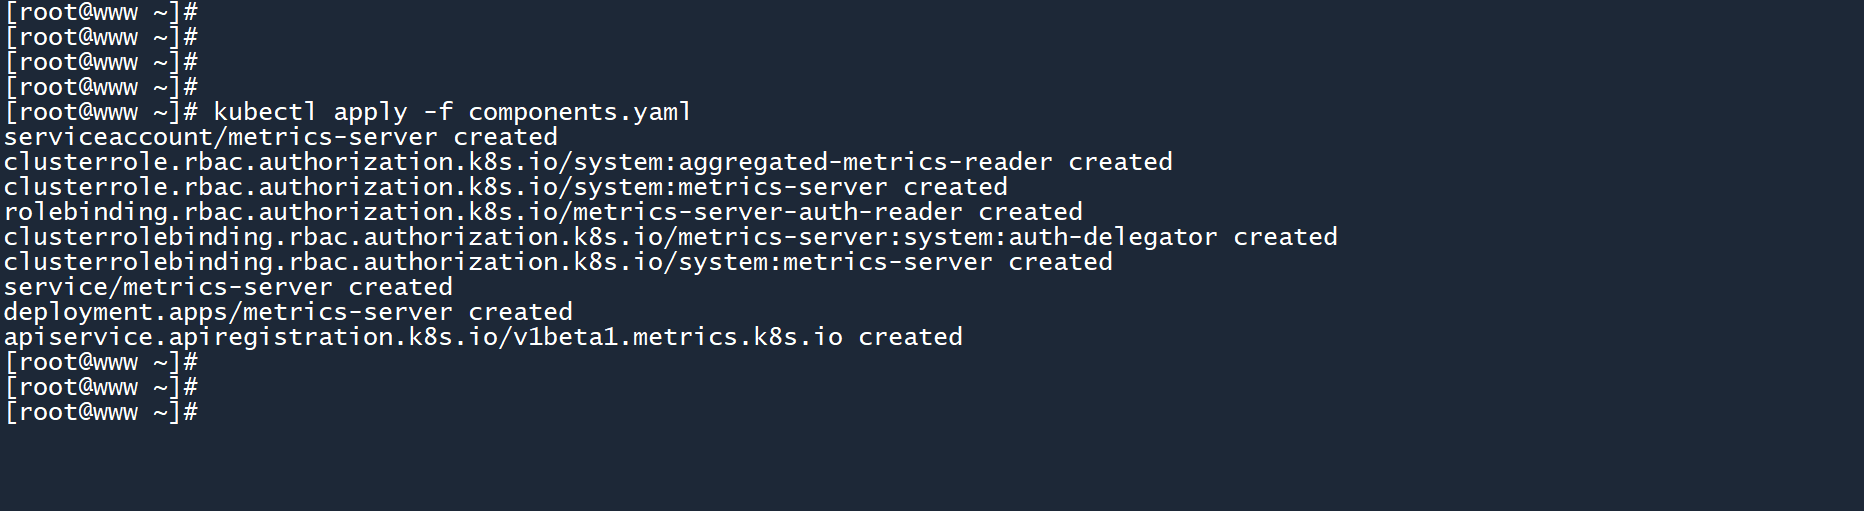 [root@www ~]#
[root@www ~]#
[root@www ~]#
[root@www ~]#
[root@www ~]# kubectl apply -f components.yaml
serviceaccount/metrics-server created
clusterrole.rbac.authorization.k8s.io/system:aggregated-metrics-reader created
clusterrole.rbac.authorization.k8s.io/system:metrics-server created
rolebinding.rbac.authorization.k8s.io/metrics-server-auth-reader created
clusterrolebinding.rbac.authorization.k8s.io/metrics-server:system:auth-delegator created
clusterrolebinding.rbac.authorization.k8s.io/system:metrics-server created
service/metrics-server created
deployment.apps/metrics-server created
apiservice.apiregistration.k8s.io/v1beta1.metrics.k8s.io created
[root@www ~]#
[root@www ~]#
[root@www ~]#